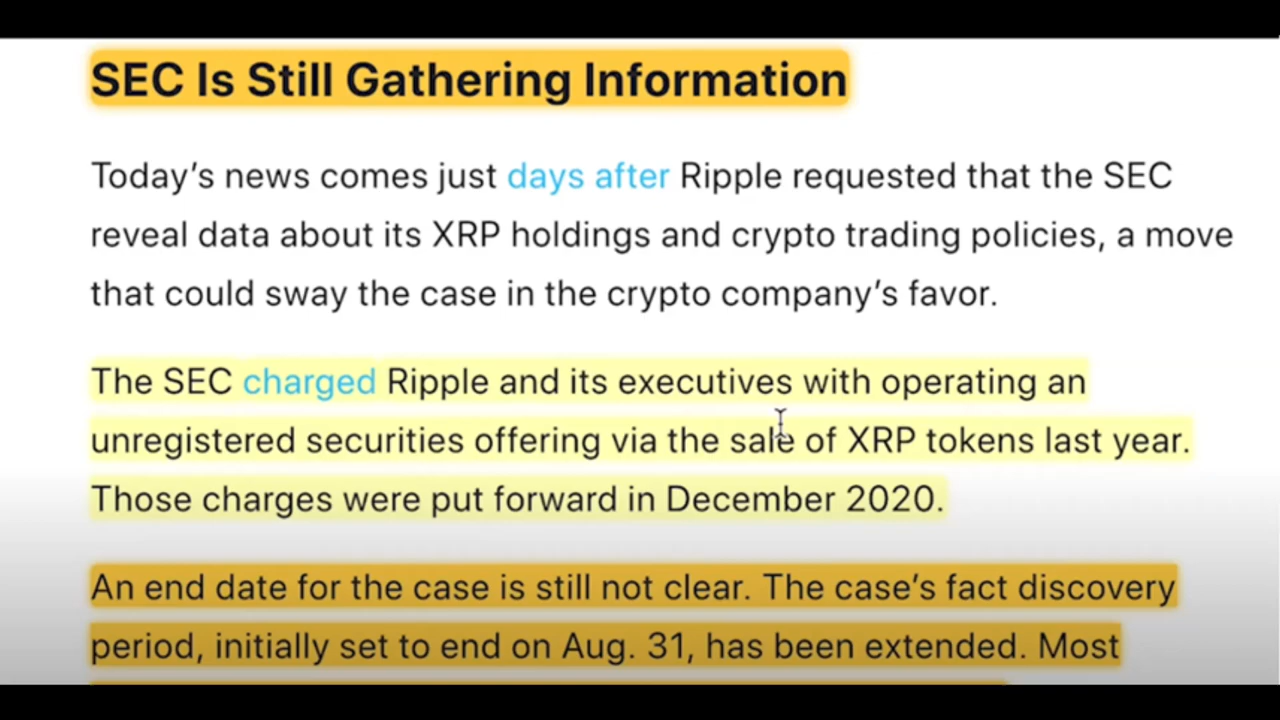 SEC Is Still Gathering Information
Today's news comes just days after Ripple requested that the SEC
reveal data about its XRP holdings and crypto trading policies, a move
that could sway the case in the crypto company's favor.
The SEC charged Ripple and its executives with operating an
unregistered securities offering via the sale of XRP tokens last year.
Those charges were put forward in December 2020.
An end date for the case is still not clear. The case's fact discovery
period, initially set to end on Aug. 31, has been extended. Most